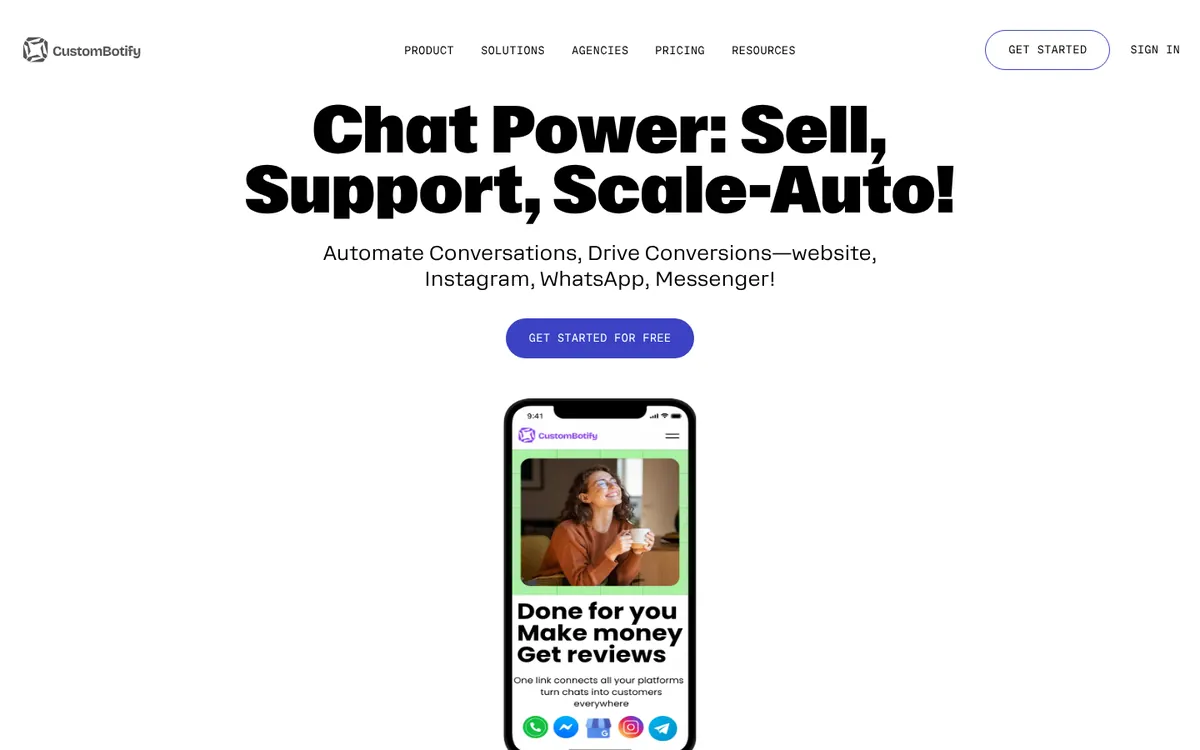 CustomBotify
PRODUCT SOLUTIONS AGENCIES PRICING RESOURCES
GET STARTED
SIGN IN
Chat Power: Sell,
Support, Scale-Auto!
Automate Conversations, Drive Conversions—website,
Instagram, WhatsApp, Messenger!
GET STARTED FOR FREE
9:41
CustomBotify
Done for you
Make money
Get reviews
One link connects all your platforms
turn chats into customers
everywhere
G